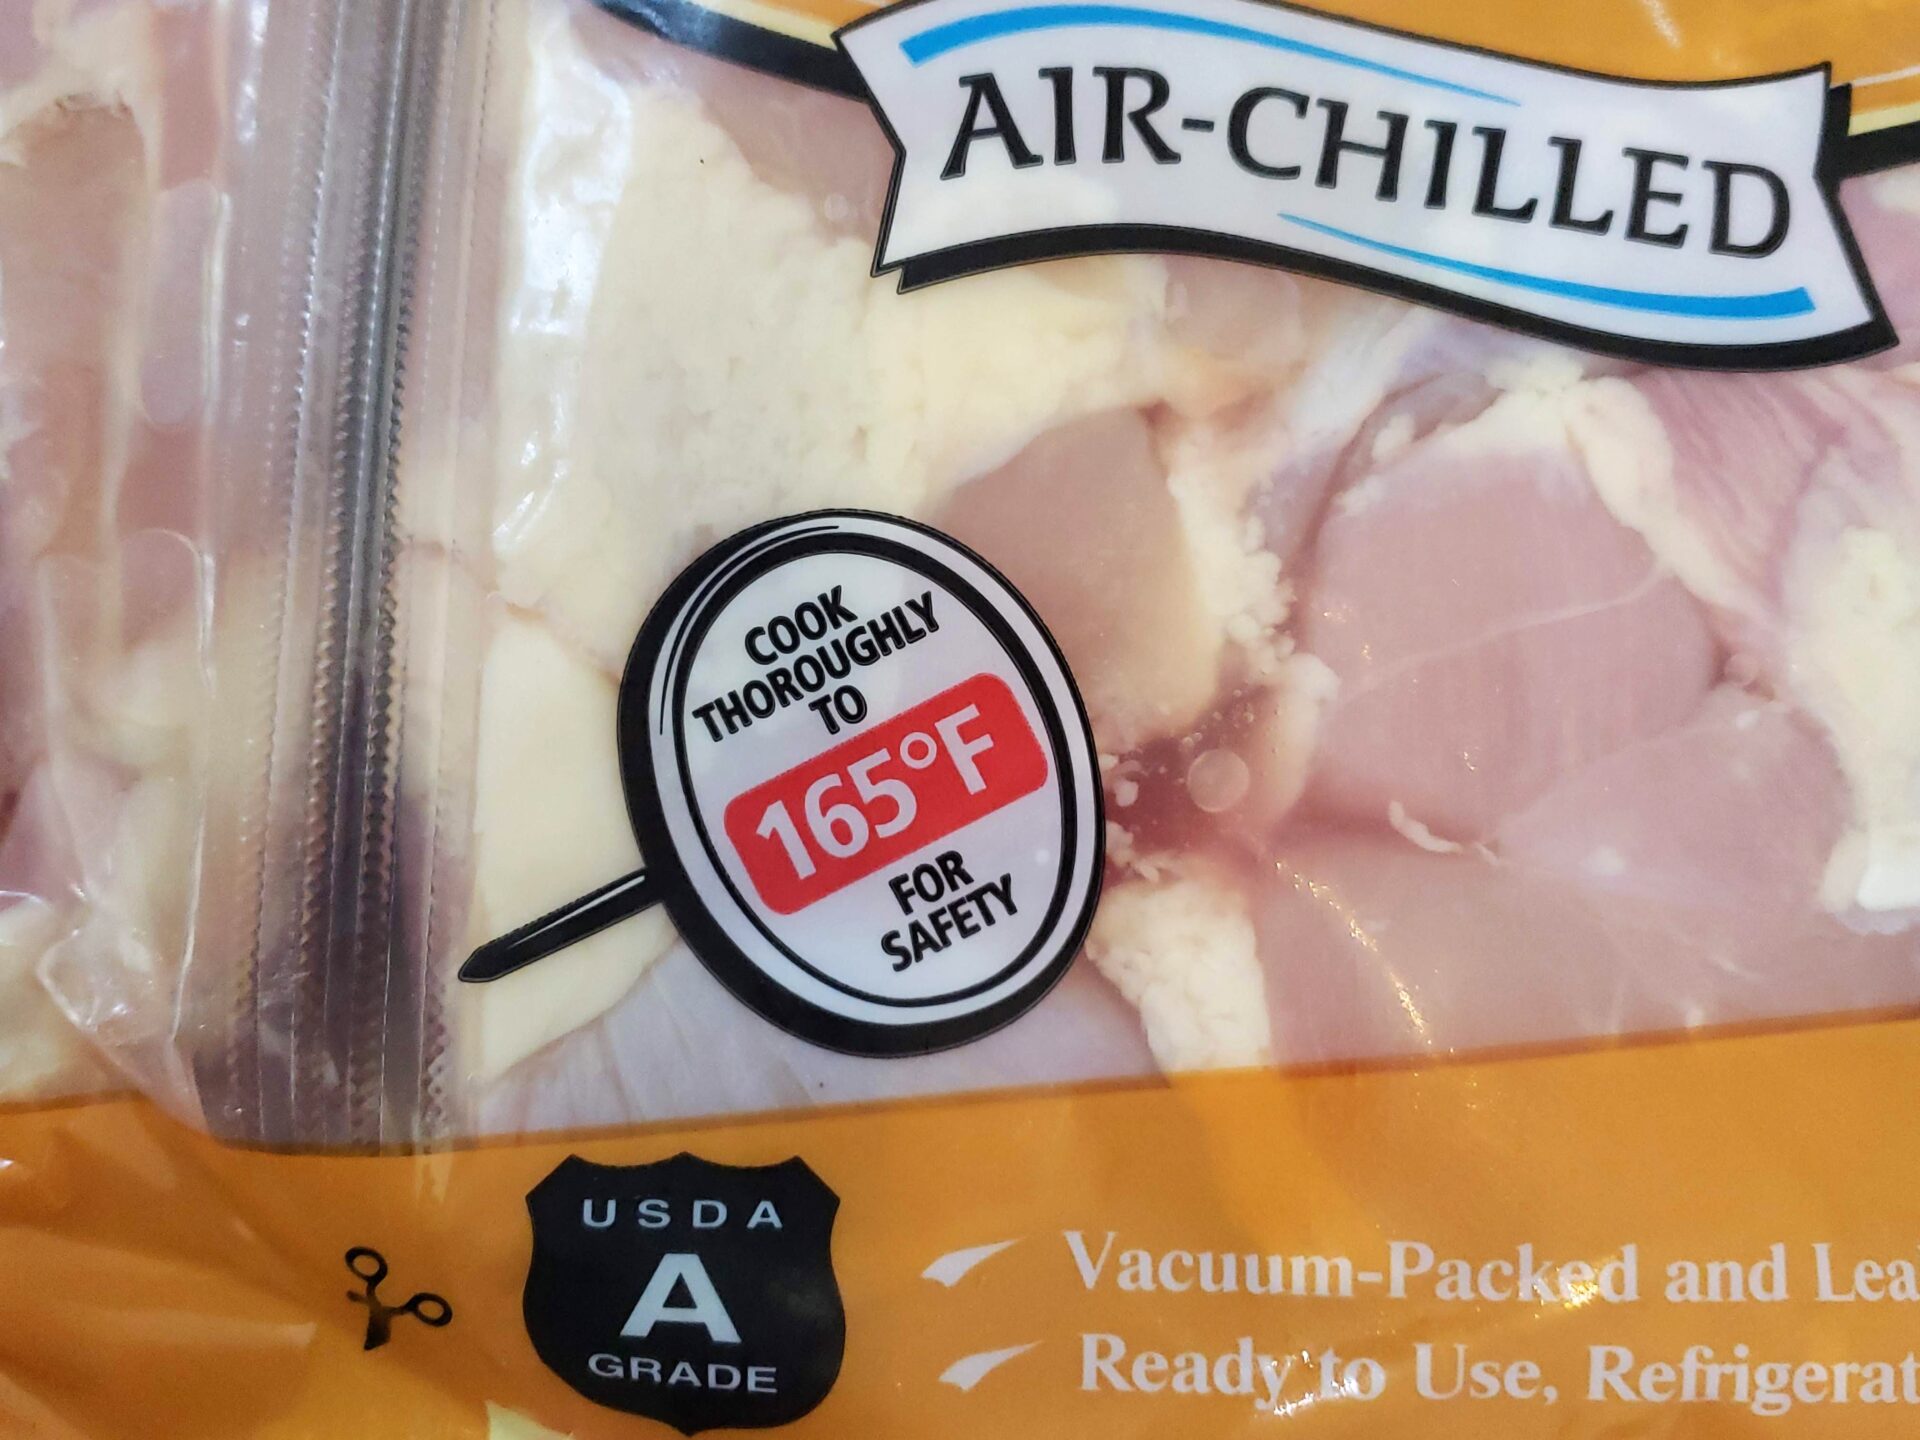 AIR-CHILLED
COOK
THOROUGHLY
TO
165°F
FOR
SAFETY
USDA
A
GRADE
Vacuum-Packed and
Ready to Use,